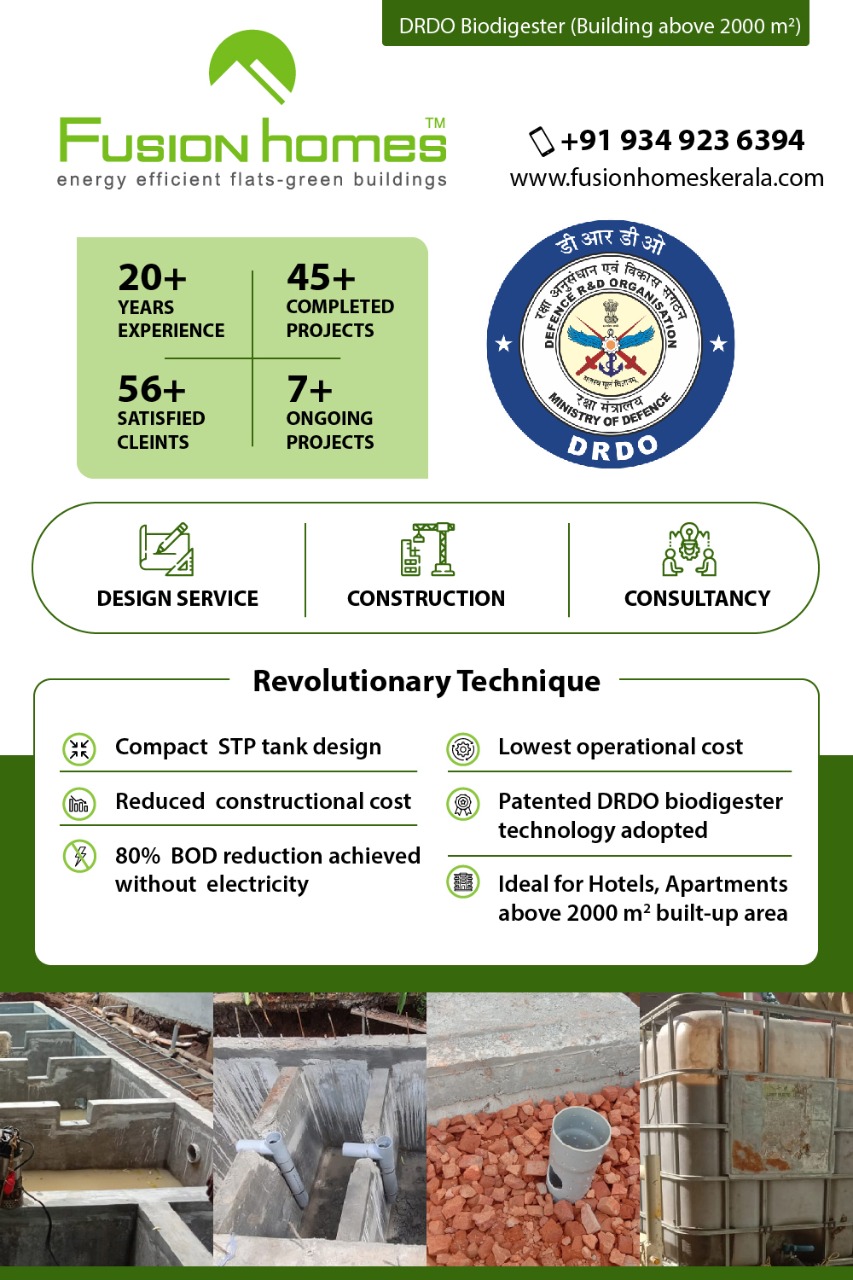 DRDO Biodigester (Building above 2000 m²)
Fusion homes™
energy efficient flats-green buildings
+91 934 923 6394
www.fusionhomeskerala.com
20+
YEARS
EXPERIENCE
45+
COMPLETED
PROJECTS
56+
SATISFIED
CLEINTS
7+
ONGOING
PROJECTS
डी आर डी ओ
रक्षा अनुसंधान एवं विकास संगठन
DEFENCE R&D ORGANISATION
रक्षा मंत्रालय
MINISTRY OF DEFENCE
DRDO
DESIGN SERVICE
CONSTRUCTION
CONSULTANCY
Revolutionary Technique
Compact STP tank design
Reduced constructional cost
80% BOD reduction achieved
without electricity
Lowest operational cost
Patented DRDO biodigester
technology adopted
Ideal for Hotels, Apartments
above 2000 m² built-up area